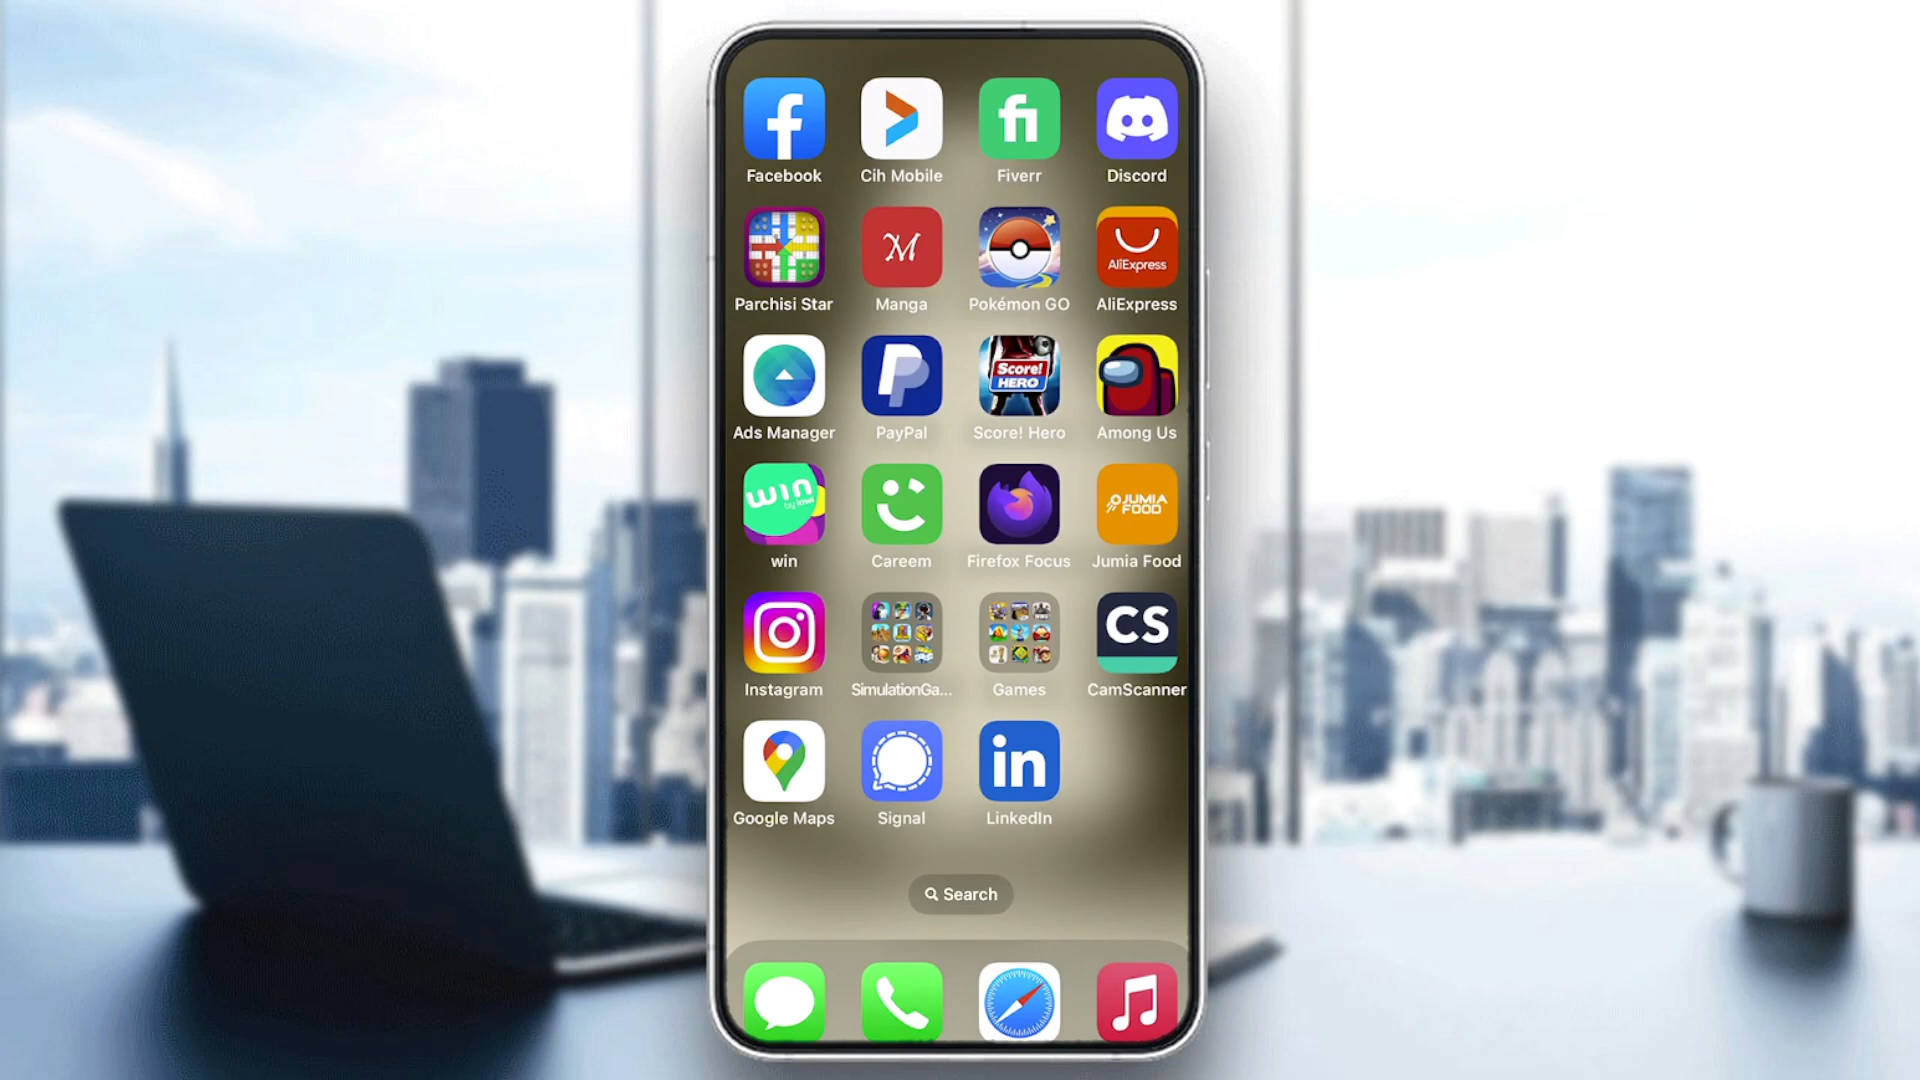 Facebook Cih Mobile Fiverr Discord
AliExpress
Parchisi Star Manga Pokémon GO AliExpress
Score!
HERO
Ads Manager PayPal Score! Hero Among Us
win
by inwi
JUMIA
FOOD
win Careem Firefox Focus Jumia Food
CS
Instagram SimulationGa... Games CamScanner
in
Google Maps Signal LinkedIn
Search